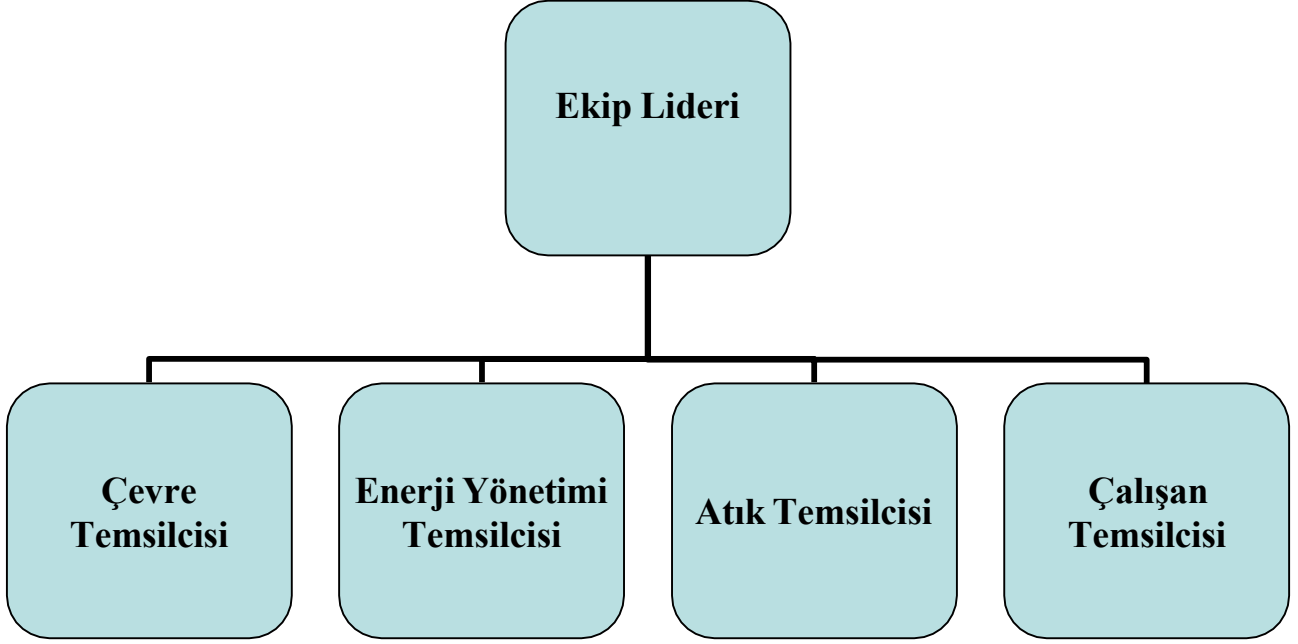 Ekip Lideri
Çevre
Temsilcisi
Enerji Yönetimi
Temsilcisi
Atık Temsilcisi
Çalışan
Temsilcisi